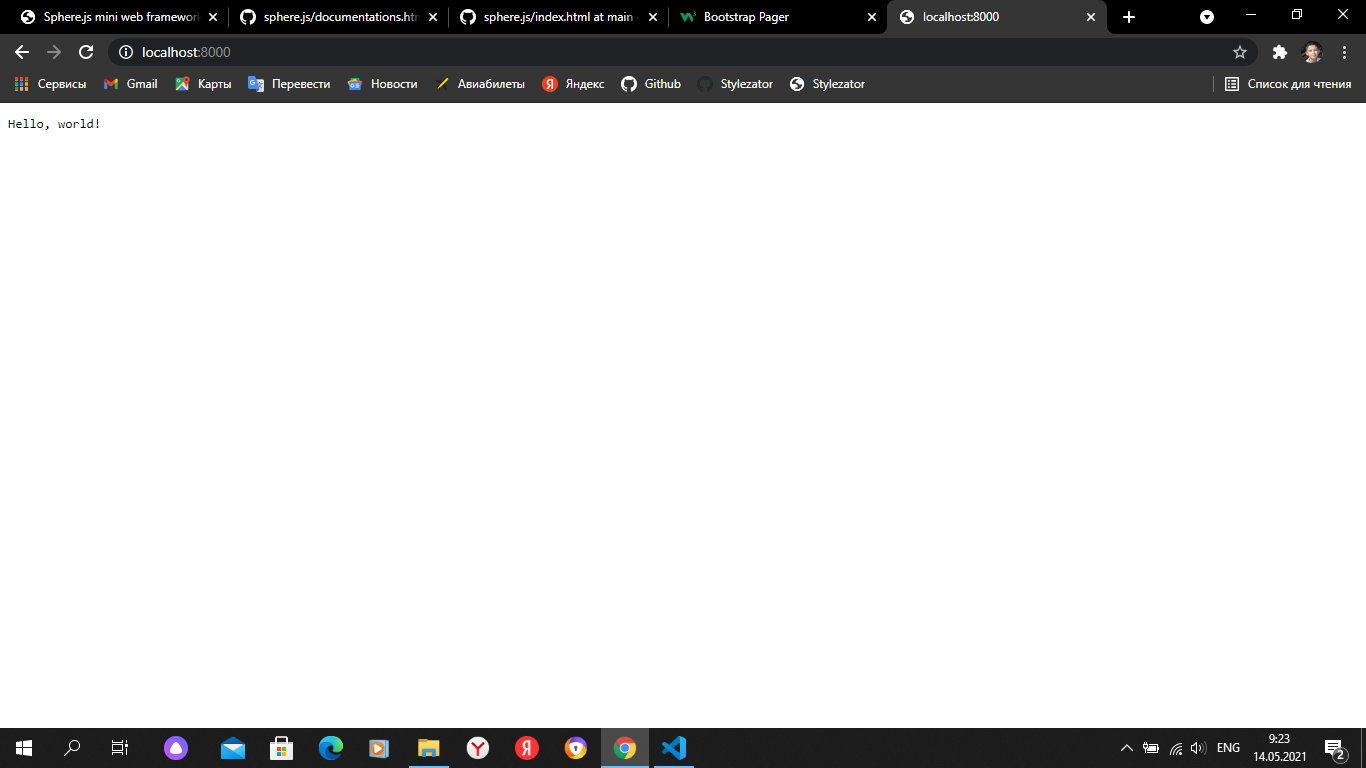 Sphere.js mini web framework
sphere.js/documentations.htm
sphere.js/index.html at main
Bootstrap Pager
localhost:8000
localhost:8000
Сервисы Gmail Карты Перевести Новости Авиабилеты Яндекс Github Stylezator Stylezator Список для чтения
Hello, world!
ENG
9:23
14.05.2021
2